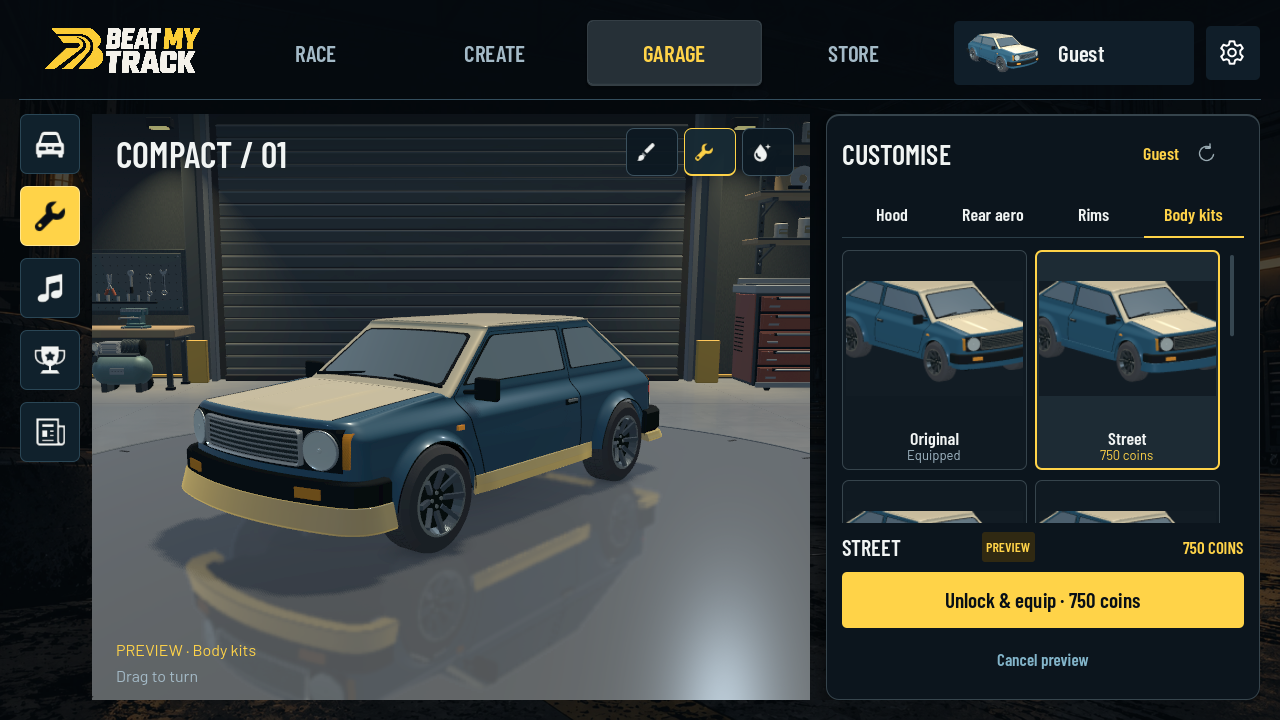 BEAT MY TRACK
RACE
CREATE
GARAGE
STORE
Guest
COMPACT / 01
CUSTOMISE
Guest
Hood
Rear aero
Rims
Body kits
Original
Equipped
Street
750 coins
STREET
PREVIEW
750 COINS
Unlock & equip · 750 coins
Cancel preview
PREVIEW · Body kits
Drag to turn